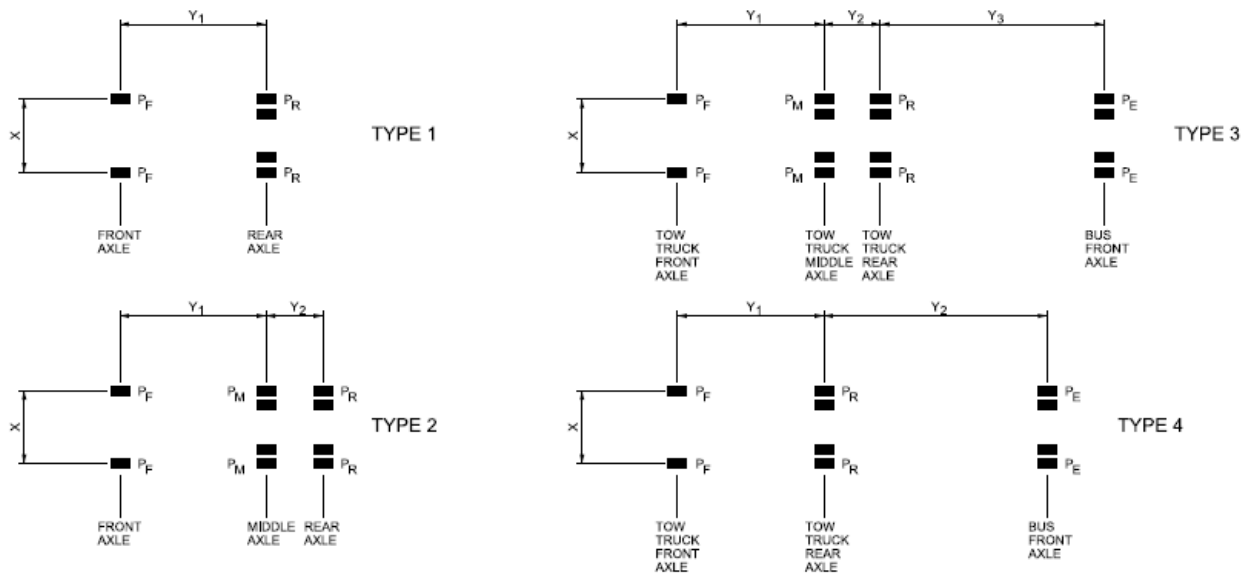 Y1
X
PF
PR
PF
PR
TYPE 1
FRONT
AXLE
REAR
AXLE
Y1
Y2
Y3
X
PF
PM
PR
PE
PF
PM
PR
PE
TYPE 3
TOW
TRUCK
FRONT
AXLE
TOW
TRUCK
MIDDLE
AXLE
TOW
TRUCK
REAR
AXLE
BUS
FRONT
AXLE
Y1
Y2
X
PF
PM
PR
PF
PM
PR
TYPE 2
FRONT
AXLE
MIDDLE
AXLE
REAR
AXLE
Y1
Y2
X
PF
PR
PE
PF
PR
PE
TYPE 4
TOW
TRUCK
FRONT
AXLE
TOW
TRUCK
REAR
AXLE
BUS
FRONT
AXLE